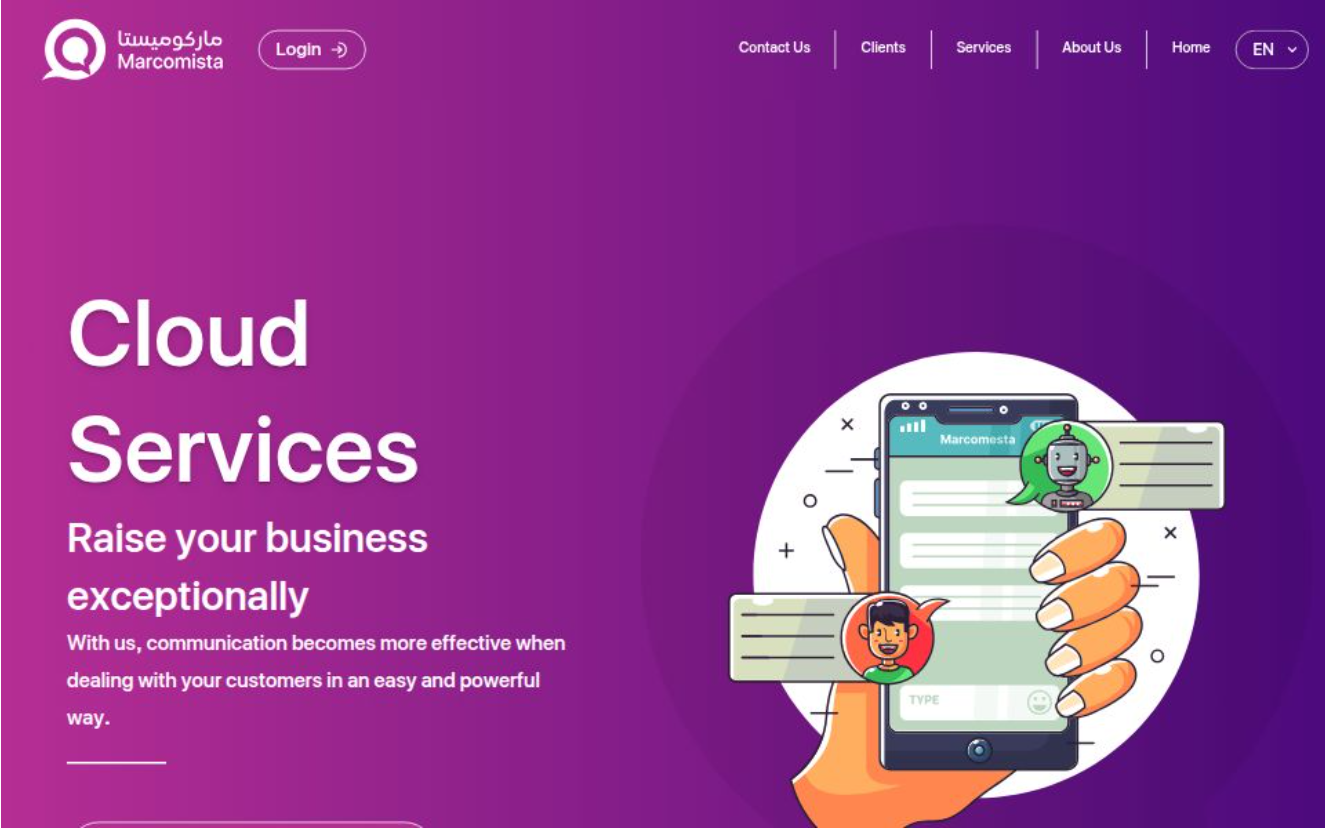 ماركوميستا
Marcomista
Login
Contact Us
Clients
Services
About Us
Home
EN
Cloud
Services
Raise your business
exceptionally
With us, communication becomes more effective when
dealing with your customers in an easy and powerful
way.
Marcomesta
TYPE